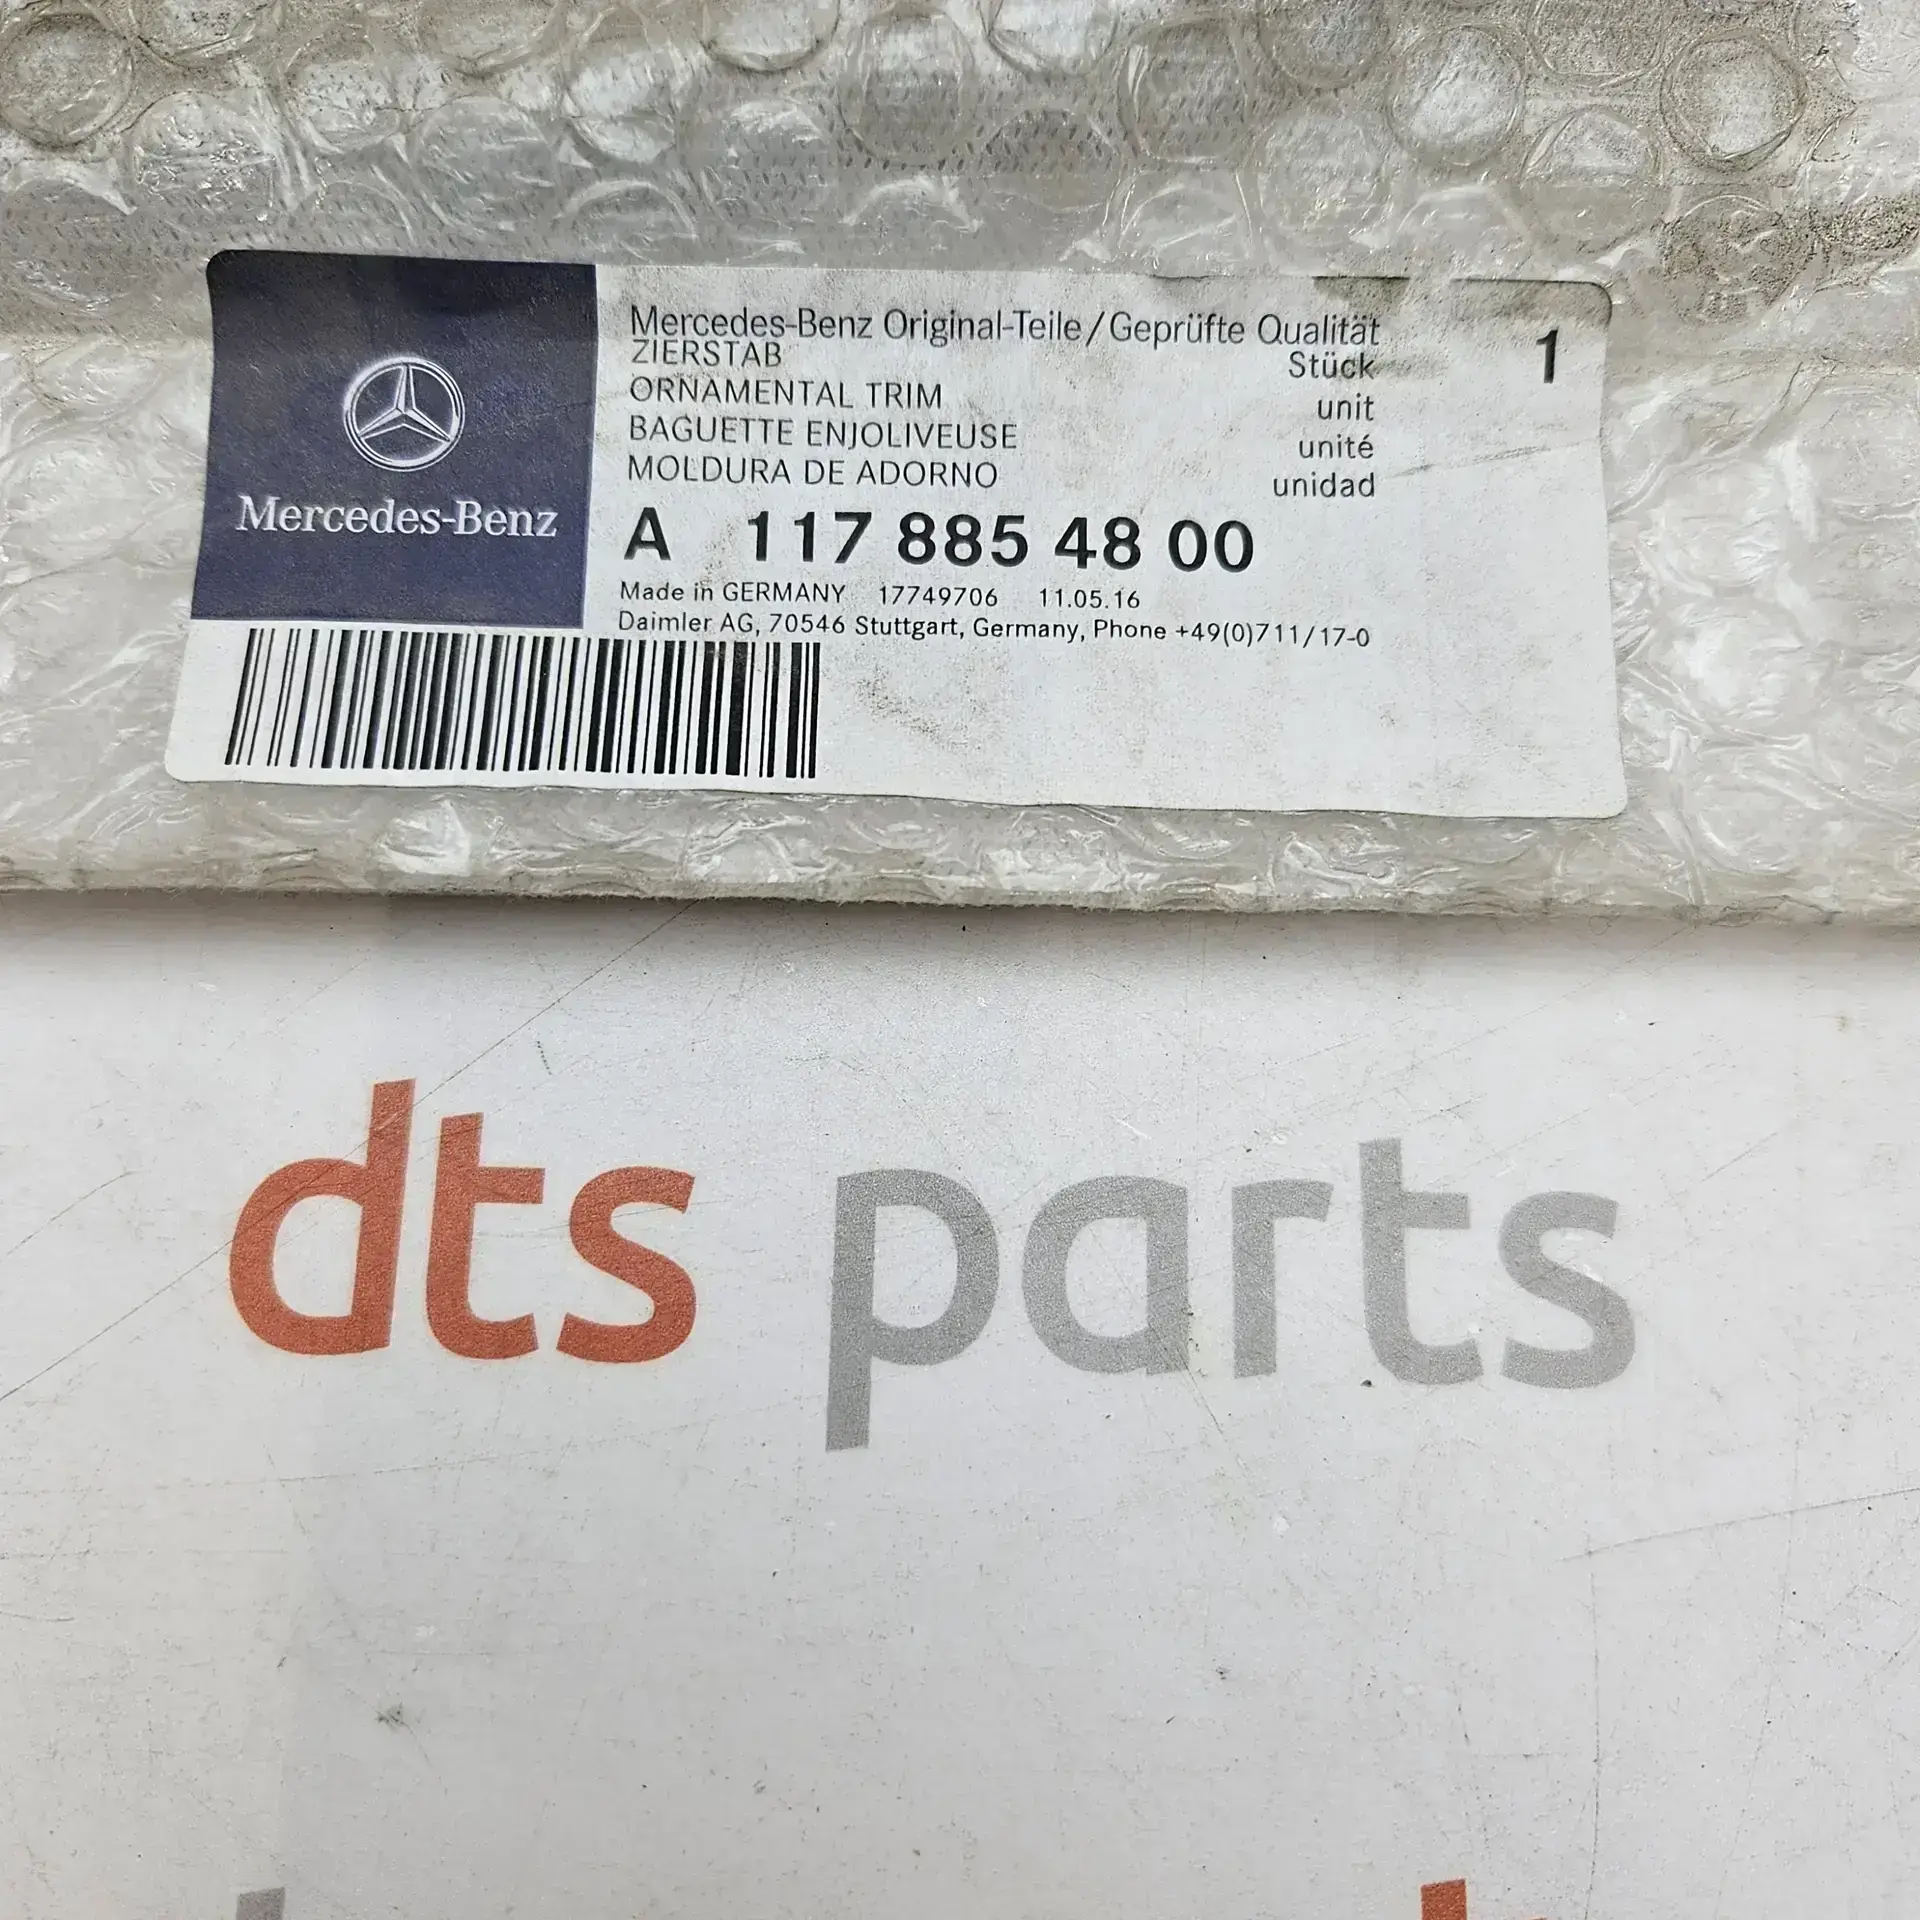 Mercedes-Benz
Mercedes-Benz Original-Teile/Geprüfte Qualität
ZIERSTAB Stück 1
ORNAMENTAL TRIM unit
BAGUETTE ENJOLIVEUSE unité
MOLDURA DE ADORNO unidad
A 117 885 48 00
Made in GERMANY 17749706 11.05.16
Daimler AG, 70546 Stuttgart, Germany, Phone +49(0)711/17-0
dts parts